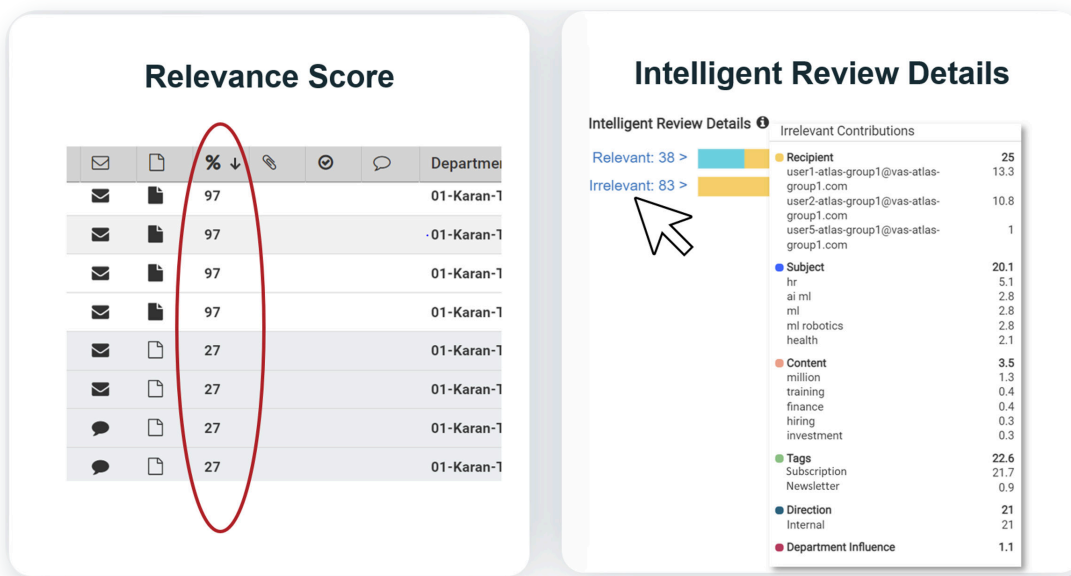 Relevance Score
% ↓ Departmer
97 01-Karan-T
97 01-Karan-T
97 01-Karan-T
97 01-Karan-T
27 01-Karan-T
27 01-Karan-T
27 01-Karan-T
27 01-Karan-T
Intelligent Review Details
Intelligent Review Details
Relevant: 38 >
Irrelevant: 83 >
Irrelevant Contributions
Recipient 25
user1-atlas-group1@vas-atlas- 13.3
group1.com
user2-atlas-group1@vas-atlas- 10.8
group1.com
user5-atlas-group1@vas-atlas- 1
group1.com
Subject 20.1
hr 5.1
ai ml 2.8
ml 2.8
ml robotics 2.8
health 2.1
Content 3.5
million 1.3
training 0.4
finance 0.4
hiring 0.3
investment 0.3
Tags 22.6
Subscription 21.7
Newsletter 0.9
Direction 21
Internal 21
Department Influence 1.1